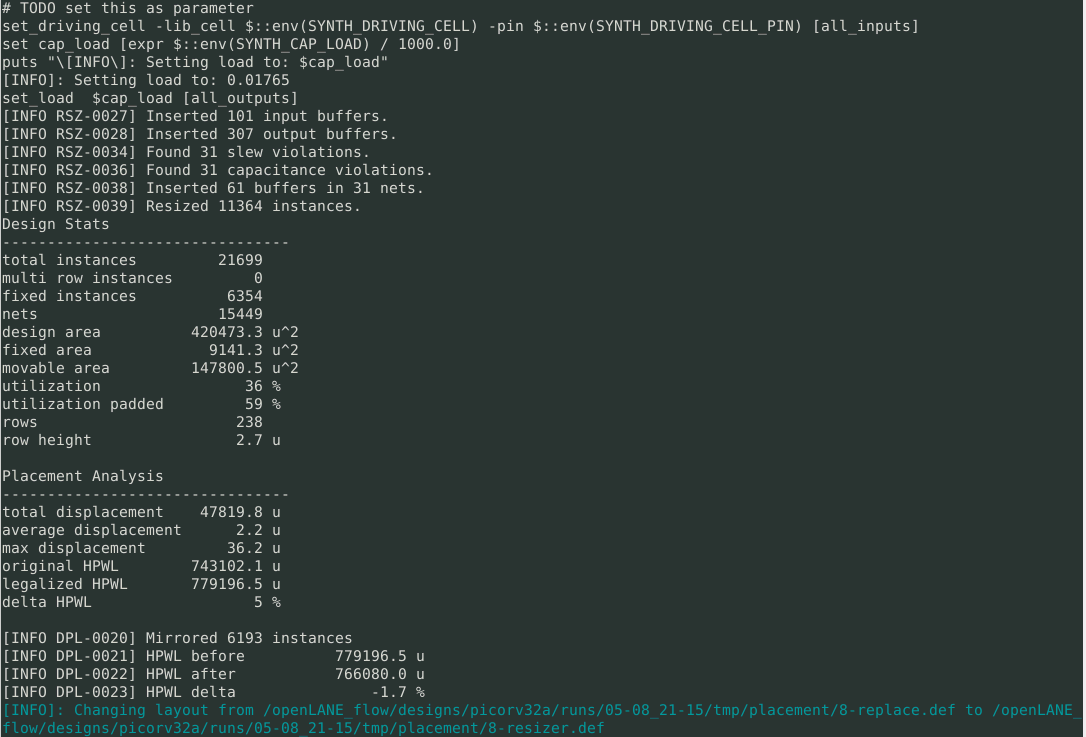 # TODO set this as parameter
set_driving_cell -lib_cell $::env(SYNTH_DRIVING_CELL) -pin $::env(SYNTH_DRIVING_CELL_PIN) [all_inputs]
set cap_load [expr $::env(SYNTH_CAP_LOAD) / 1000.0]
puts "\[INFO\]: Setting load to: $cap_load"
[INFO]: Setting load to: 0.01765
set_load  $cap_load [all_outputs]
[INFO RSZ-0027] Inserted 101 input buffers.
[INFO RSZ-0028] Inserted 307 output buffers.
[INFO RSZ-0034] Found 31 slew violations.
[INFO RSZ-0036] Found 31 capacitance violations.
[INFO RSZ-0038] Inserted 61 buffers in 31 nets.
[INFO RSZ-0039] Resized 11364 instances.
Design Stats
--------------------------------
total instances         21699
multi row instances         0
fixed instances          6354
nets                    15449
design area          420473.3 u^2
fixed area             9141.3 u^2
movable area         147800.5 u^2
utilization                36 %
utilization padded         59 %
rows                      238
row height                2.7 u

Placement Analysis
--------------------------------
total displacement    47819.8 u
average displacement      2.2 u
max displacement         36.2 u
original HPWL        743102.1 u
legalized HPWL       779196.5 u
delta HPWL                  5 %

[INFO DPL-0020] Mirrored 6193 instances
[INFO DPL-0021] HPWL before          779196.5 u
[INFO DPL-0022] HPWL after           766080.0 u
[INFO DPL-0023] HPWL delta               -1.7 %
[INFO]: Changing layout from /openLANE_flow/designs/picorv32a/runs/05-08_21-15/tmp/placement/8-replace.def to /openLANE_
flow/designs/picorv32a/runs/05-08_21-15/tmp/placement/8-resizer.def